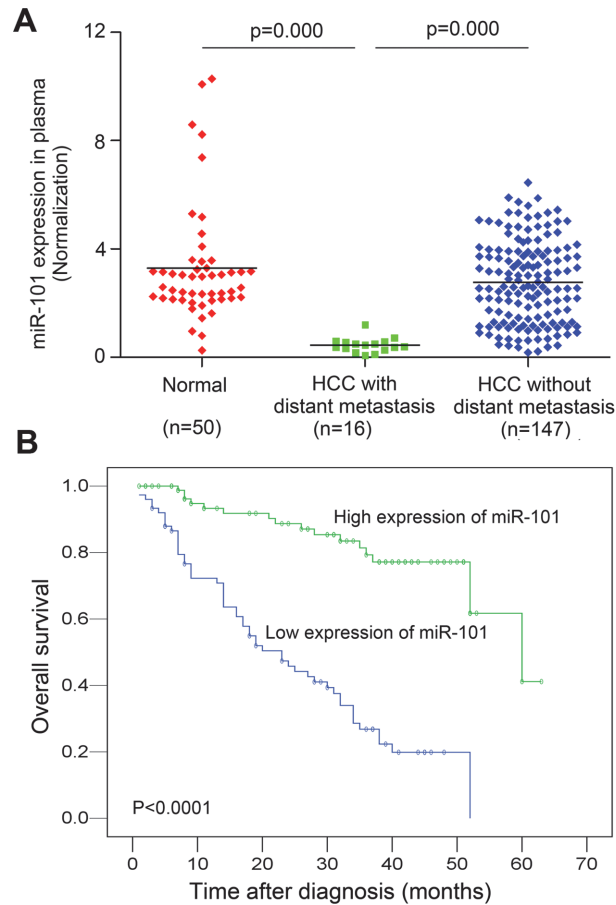 A
p=0.000 p=0.000
miR-101 expression in plasma
(Normalization)
12
8
4
0
Normal
(n=50)
HCC with
distant metastasis
(n=16)
HCC without
distant metastasis
(n=147)
B
Overall survival
1.0
0.8
0.6
0.4
0.2
0.0
High expression of miR-101
Low expression of miR-101
P<0.0001
0 10 20 30 40 50 60 70
Time after diagnosis (months)